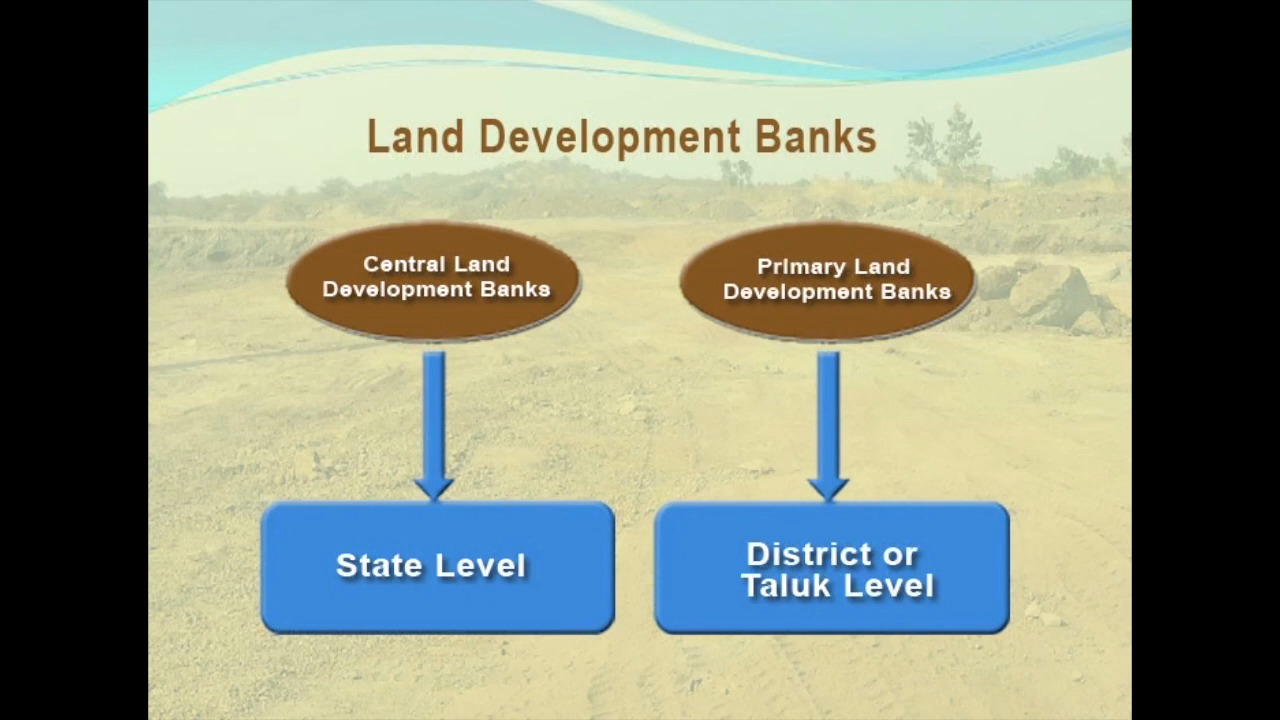 Land Development Banks
Central Land
Development Banks
Primary Land
Development Banks
State Level
District or
Taluk Level